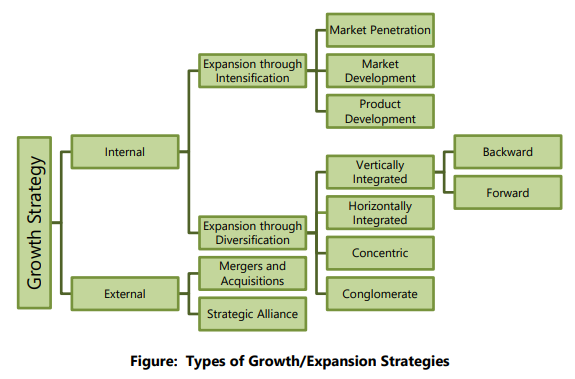 Growth Strategy
Internal
External
Expansion through
Intensification
Expansion through
Diversification
Mergers and
Acquisitions
Strategic Alliance
Market Penetration
Market
Development
Product
Development
Vertically
Integrated
Horizontally
Integrated
Concentric
Conglomerate
Backward
Forward
Figure: Types of Growth/Expansion Strategies